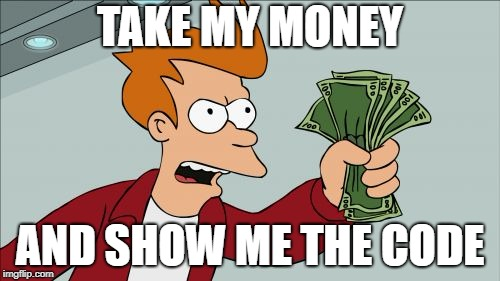 TAKE MY MONEY
AND SHOW ME THE CODE
imgflip.com